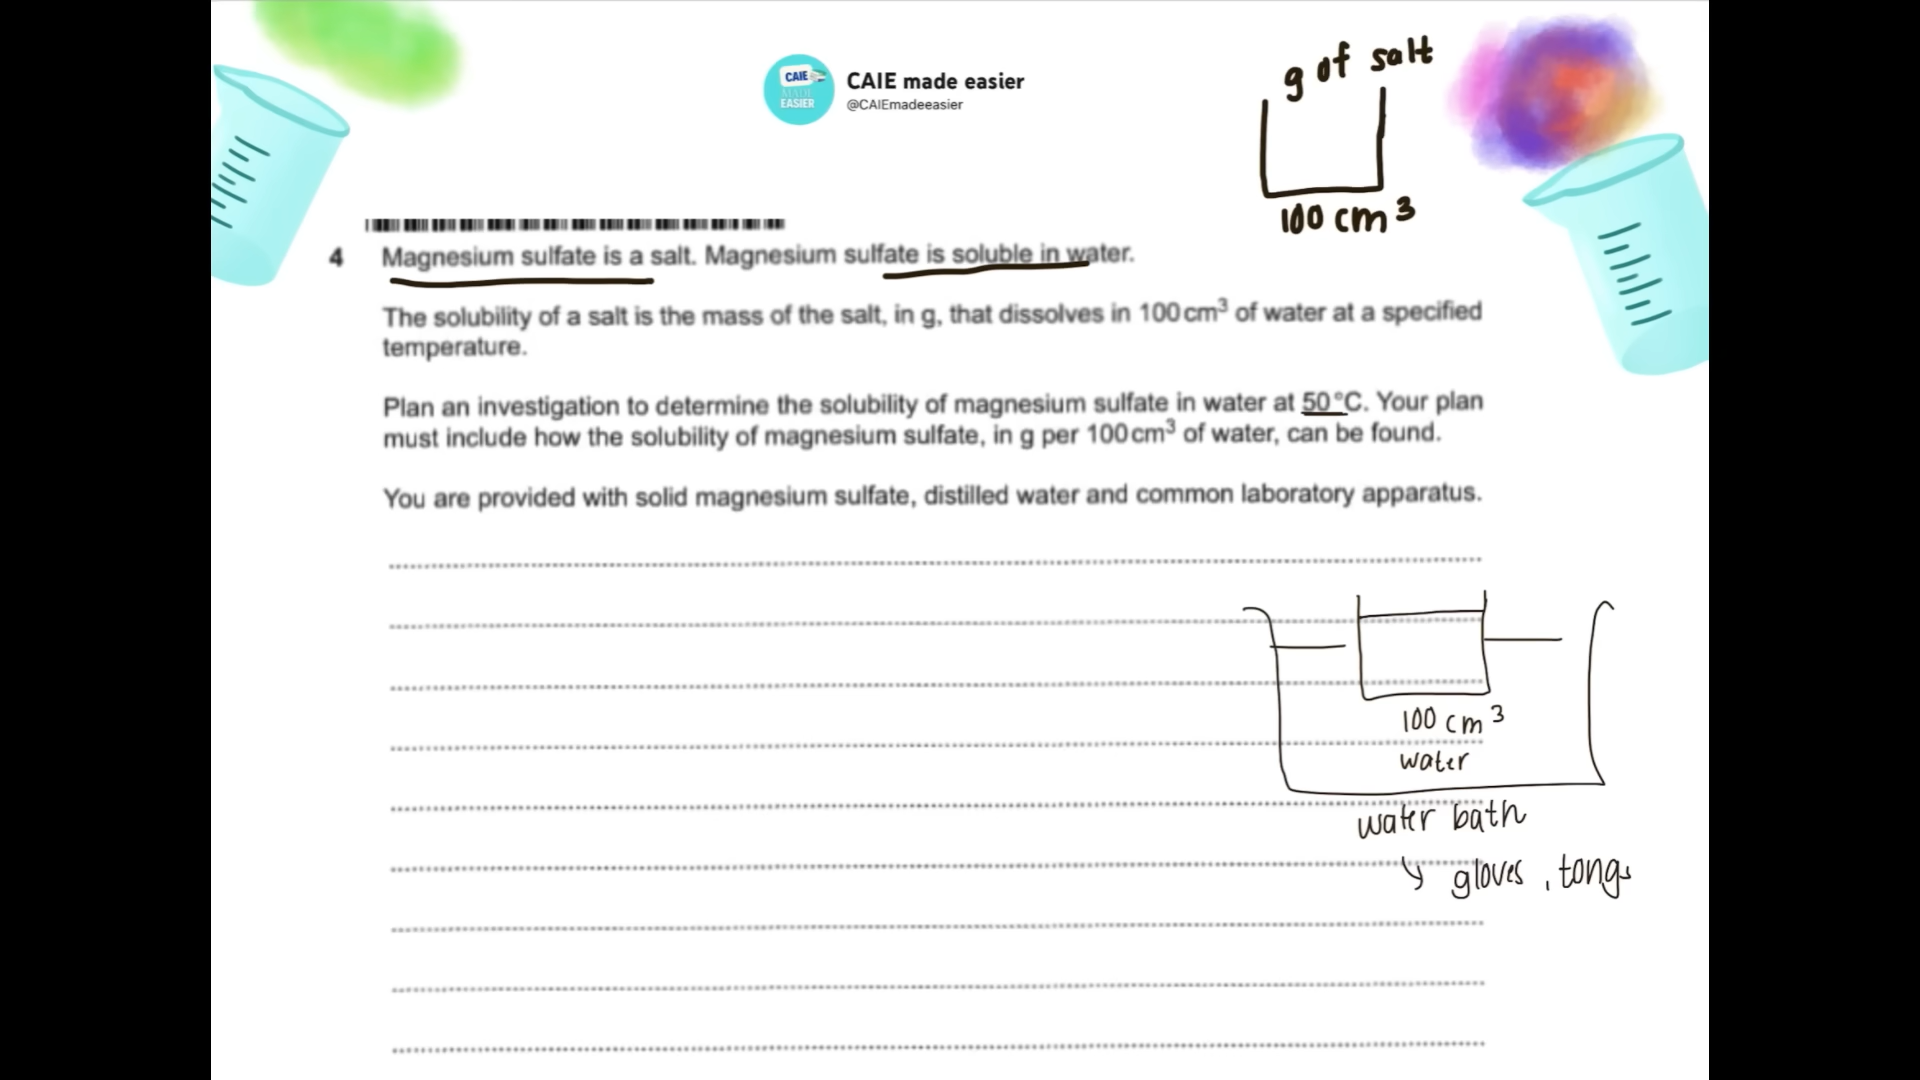 CAIE
MADE
EASIER
CAIE made easier
@CAIEmadeeasier
g of salt
100 cm³
4 Magnesium sulfate is a salt. Magnesium sulfate is soluble in water.
The solubility of a salt is the mass of the salt, in g, that dissolves in 100 cm³ of water at a specified
temperature.
Plan an investigation to determine the solubility of magnesium sulfate in water at 50 °C. Your plan
must include how the solubility of magnesium sulfate, in g per 100 cm³ of water, can be found.
You are provided with solid magnesium sulfate, distilled water and common laboratory apparatus.
100 cm³
water
water bath
↳ gloves, tongs